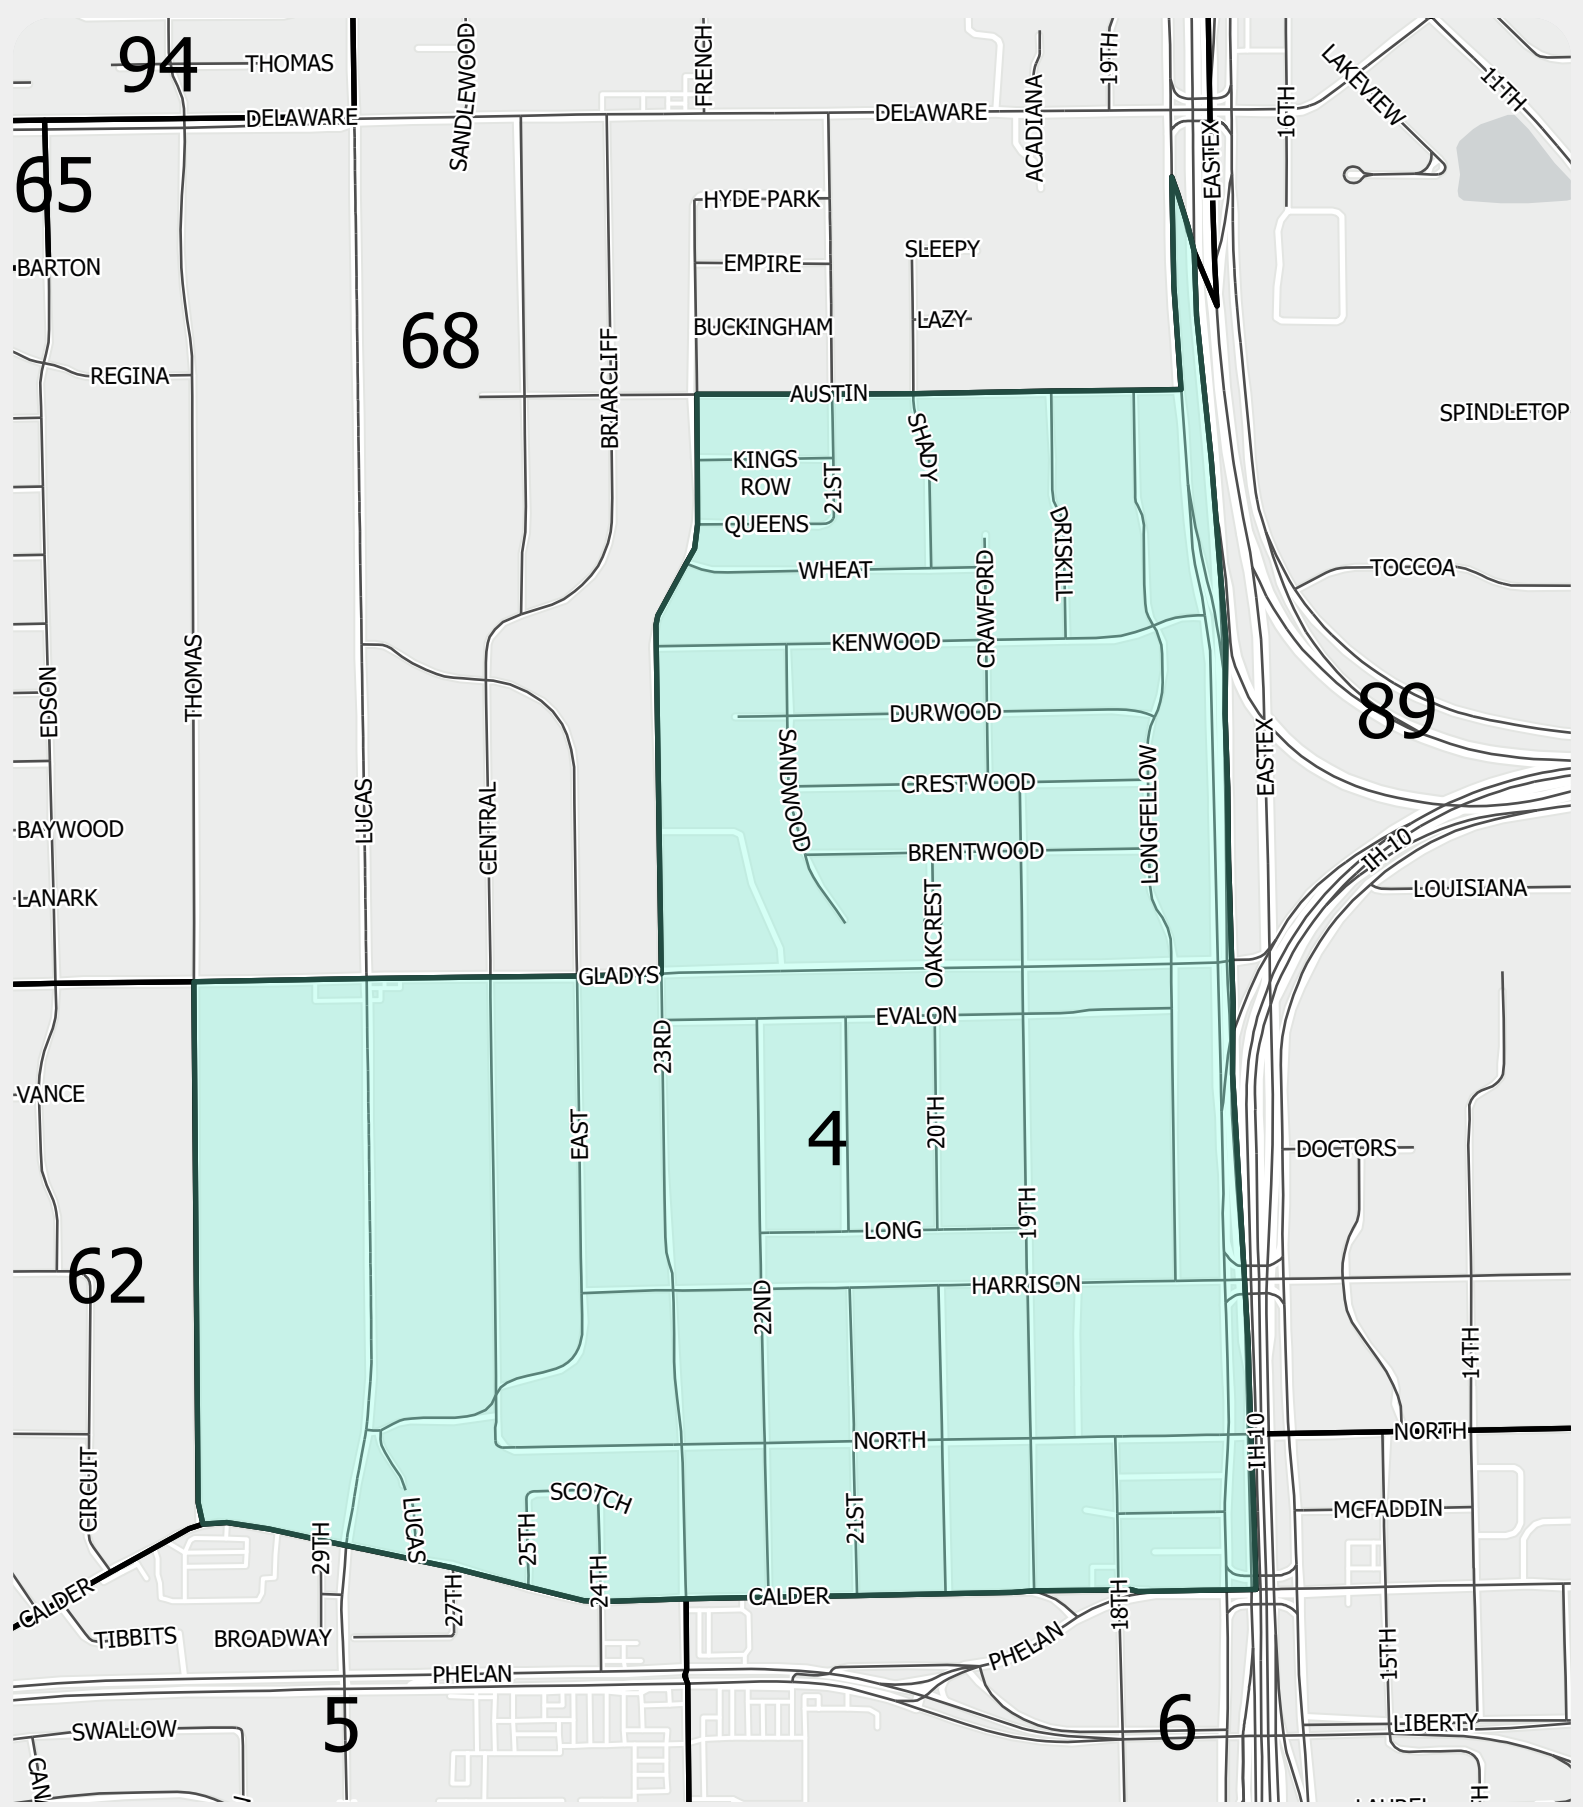 94
THOMAS
SANDLEWOOD
FRENCH
19TH
LAKEVIEW
11TH
DELAWARE
DELAWARE
ACADIANA
16TH
EASTEX
65
HYDE PARK
BARTON
EMPIRE
SLEEPY
68
BUCKINGHAM
LAZY
REGINA
BRIARCLIFF
AUSTIN
SPINDLETOP
SHADY
KINGS
ROW
21ST
QUEENS
DRISKILL
WHEAT
CRAWFORD
TOCCOA
KENWOOD
EDSON
THOMAS
DURWOOD
89
SANDWOOD
EASTEX
LUCAS
CENTRAL
CRESTWOOD
LONGFELLOW
BAYWOOD
BRENTWOOD
IH-10
LANARK
OAKCREST
LOUISIANA
GLADYS
EVALON
23RD
VANCE
EAST
4
20TH
DOCTORS
19TH
LONG
62
22ND
HARRISON
14TH
NORTH
IH-10
NORTH
CIRCUIT
SCOTCH
LUCAS
29TH
25TH
21ST
MCFADDIN
24TH
CALDER
27TH
CALDER
18TH
TIBBITS
BROADWAY
PHELAN
15TH
PHELAN
5
6
SWALLOW
LIBERTY
CAN
LAUREL
H